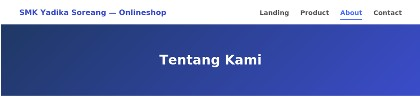 SMK Yadika Soreang — Onlineshop
Landing Product About Contact
Tentang Kami